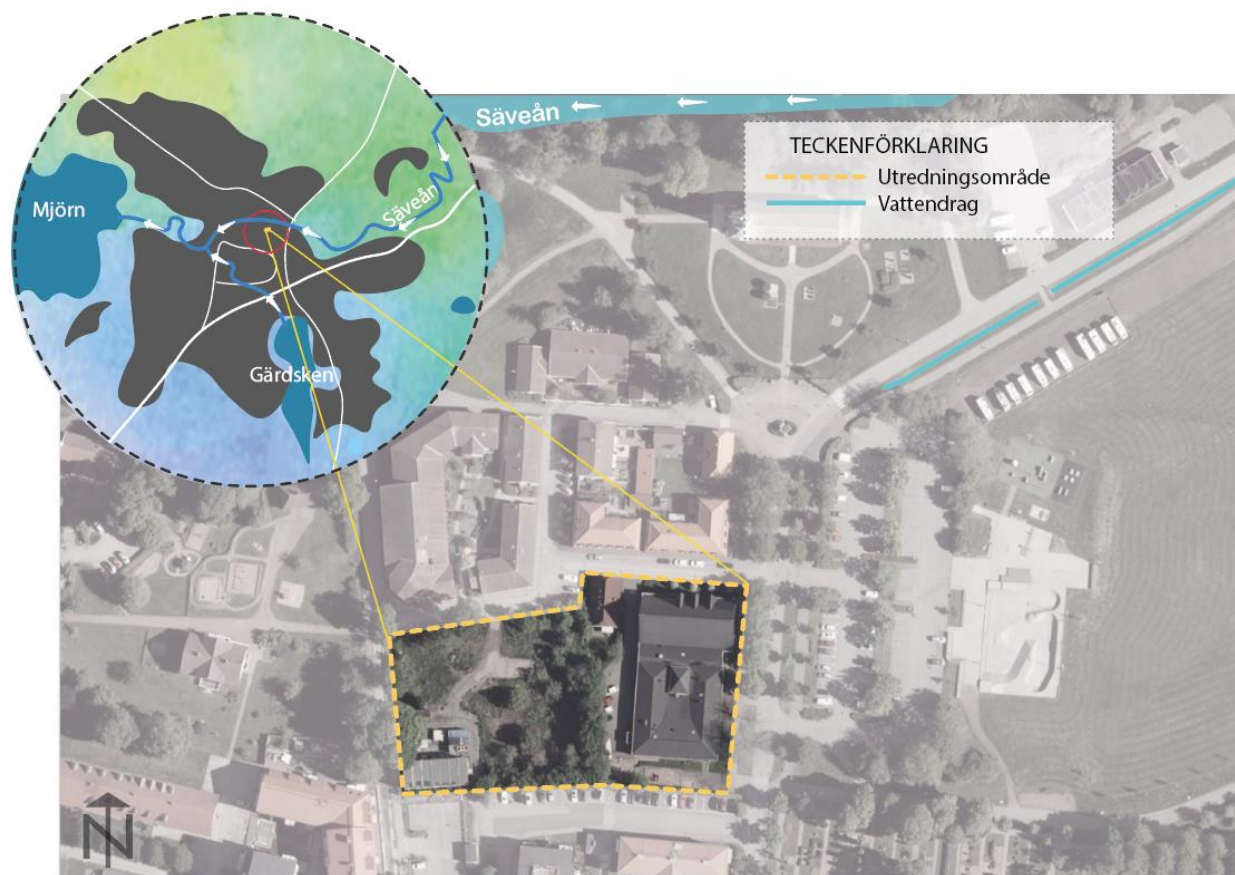 Säveån
TECKENFÖRKLARING
Utredningsområde
Vattendrag
Mjörn
Säveån
Gärdsken
N